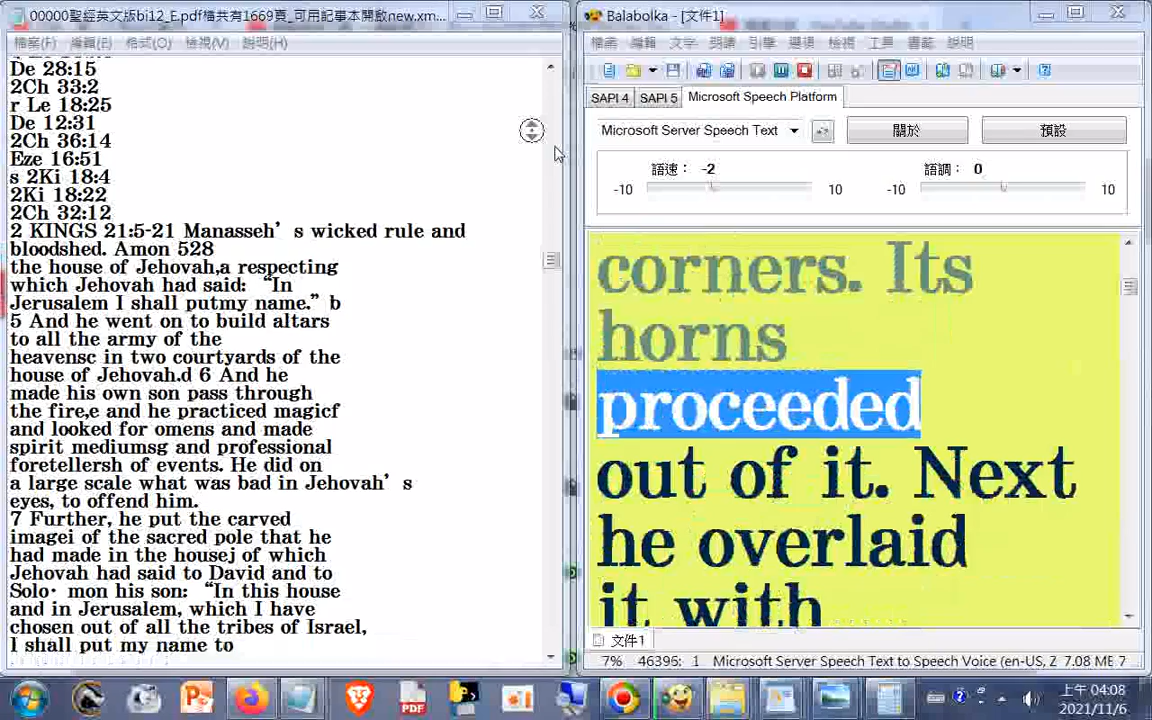 00000聖經英文版bi12_E.pdf檔共有1669頁_可用記事本開啟new.xm...
檔案(F) 編輯(E) 格式(O) 檢視(V) 說明(H)
De 28:15
2Ch 33:2
r Le 18:25
De 12:31
2Ch 36:14
Eze 16:51
s 2Ki 18:4
2Ki 18:22
2Ch 32:12
2 KINGS 21:5-21 Manasseh’s wicked rule and
bloodshed. Amon 528
the house of Jehovah,a respecting
which Jehovah had said: “In
Jerusalem I shall putmy name.” b
5 And he went on to build altars
to all the army of the
heavensc in two courtyards of the
house of Jehovah.d 6 And he
made his own son pass through
the fire,e and he practiced magicf
and looked for omens and made
spirit mediumsg and professional
foretellersh of events. He did on
a large scale what was bad in Jehovah’s
eyes, to offend him.
7 Further, he put the carved
imagei of the sacred pole that he
had made in the housej of which
Jehovah had said to David and to
Solo· mon his son: “In this house
and in Jerusalem, which I have
chosen out of all the tribes of Israel,
I shall put my name to
Balabolka - [文件1]
檔案 編輯 文字 朗讀 引擎 選項 檢視 工具 書籤 說明
SAPI 4 SAPI 5 Microsoft Speech Platform
Microsoft Server Speech Text 關於 預設
語速： -2 語調： 0
-10 10 -10 10
corners. Its
horns
proceeded
out of it. Next
he overlaid
it with
文件1
7% 46395: 1 Microsoft Server Speech Text to Speech Voice (en-US, Z 7.08 ME 7
PDF
上午 04:08
2021/11/6